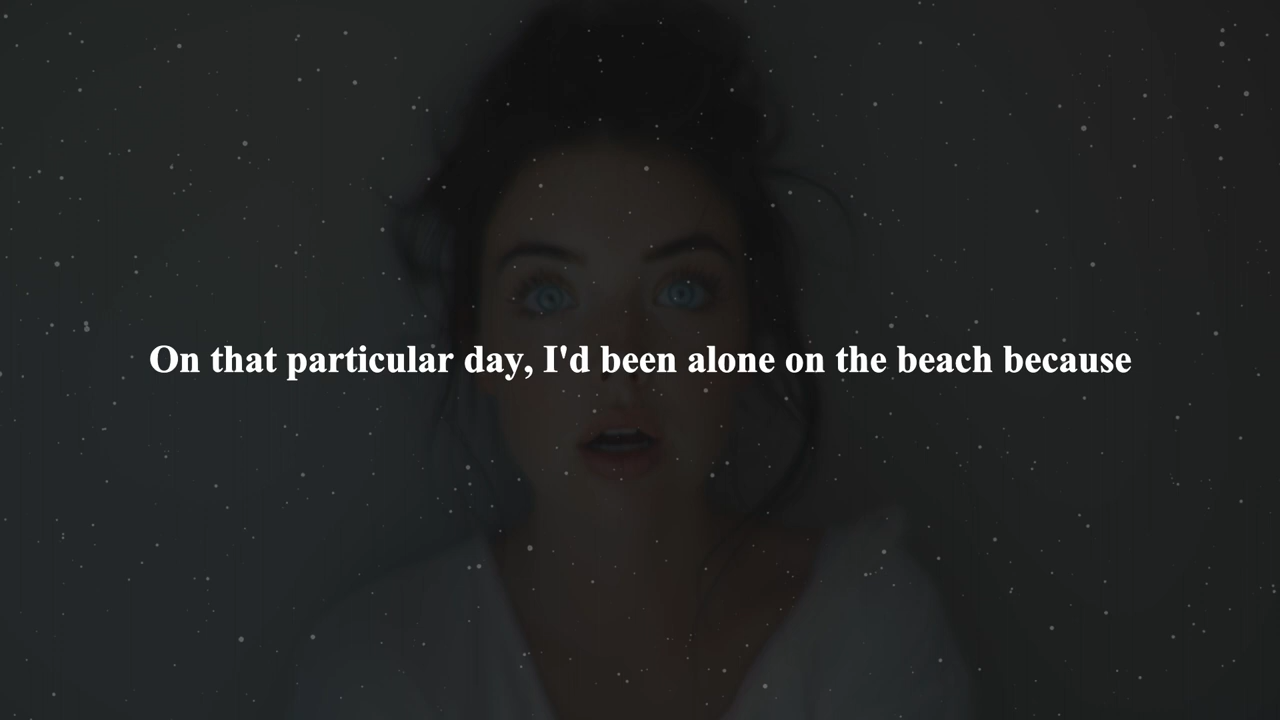 On that particular day, I'd been alone on the beach because